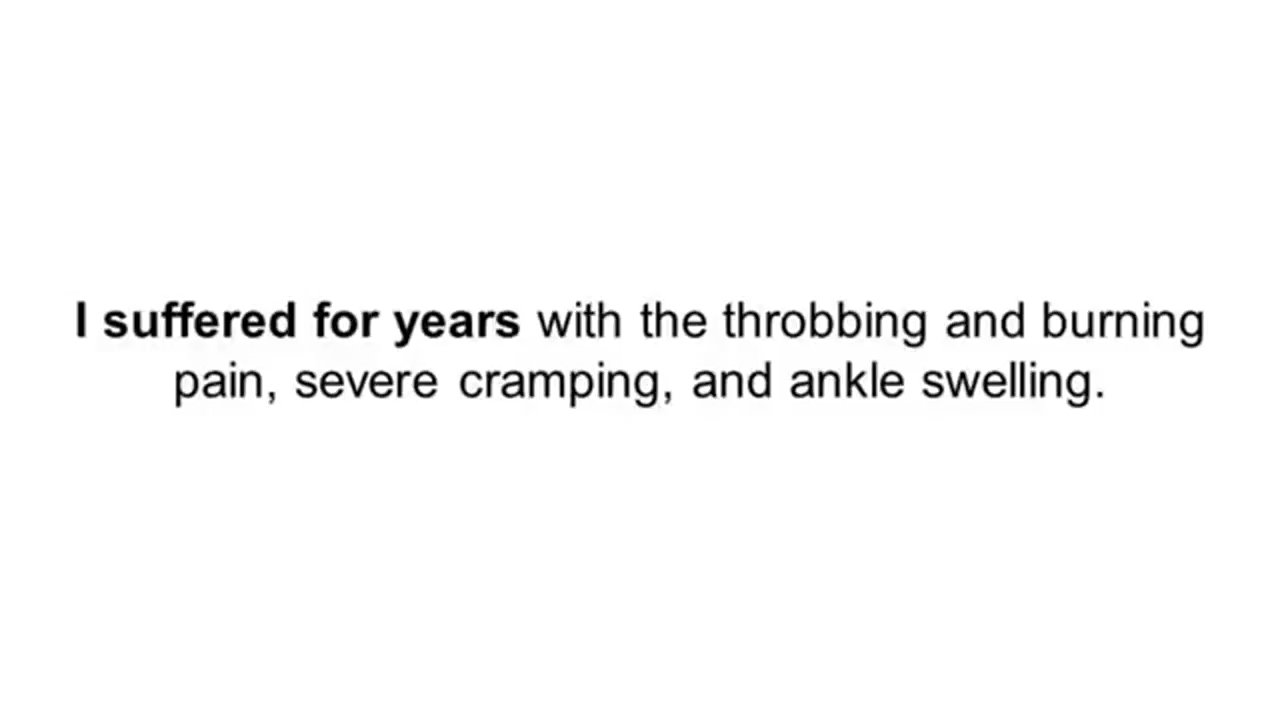 I suffered for years with the throbbing and burning
pain, severe cramping, and ankle swelling.